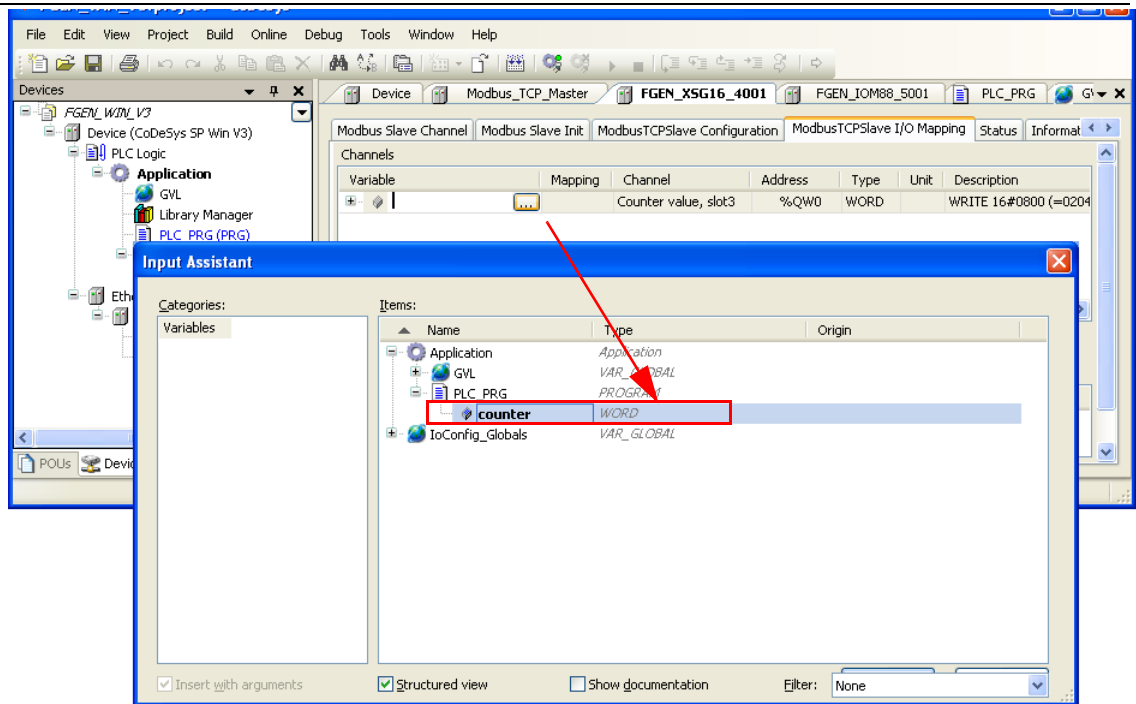 File Edit View Project Build Online Debug Tools Window Help
Devices
FGEN_WIN_V3
Device (CoDeSys SP Win V3)
PLC Logic
Application
GVL
Library Manager
PLC_PRG (PRG)
POUs
Device Modbus_TCP_Master FGEN_XSG16_4001 FGEN_IOM88_5001 PLC_PRG
Modbus Slave Channel Modbus Slave Init ModbusTCPSlave Configuration ModbusTCPSlave I/O Mapping Status Informat
Channels
Variable Mapping Channel Address Type Unit Description
... Counter value, slot3 %QW0 WORD WRITE 16#0800 (=0204
Input Assistant
Categories:
Variables
Items:
Name Type Origin
Application Application
GVL VAR_GLOBAL
PLC_PRG PROGRAM
counter WORD
IoConfig_Globals VAR_GLOBAL
Insert with arguments
Structured view
Show documentation
Filter: None